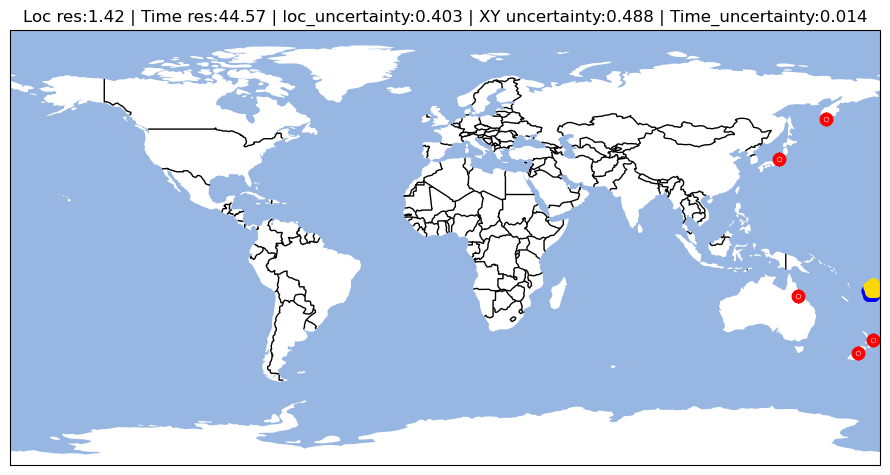 Loc res:1.42 | Time res:44.57 | loc_uncertainty:0.403 | XY uncertainty:0.488 | Time_uncertainty:0.014